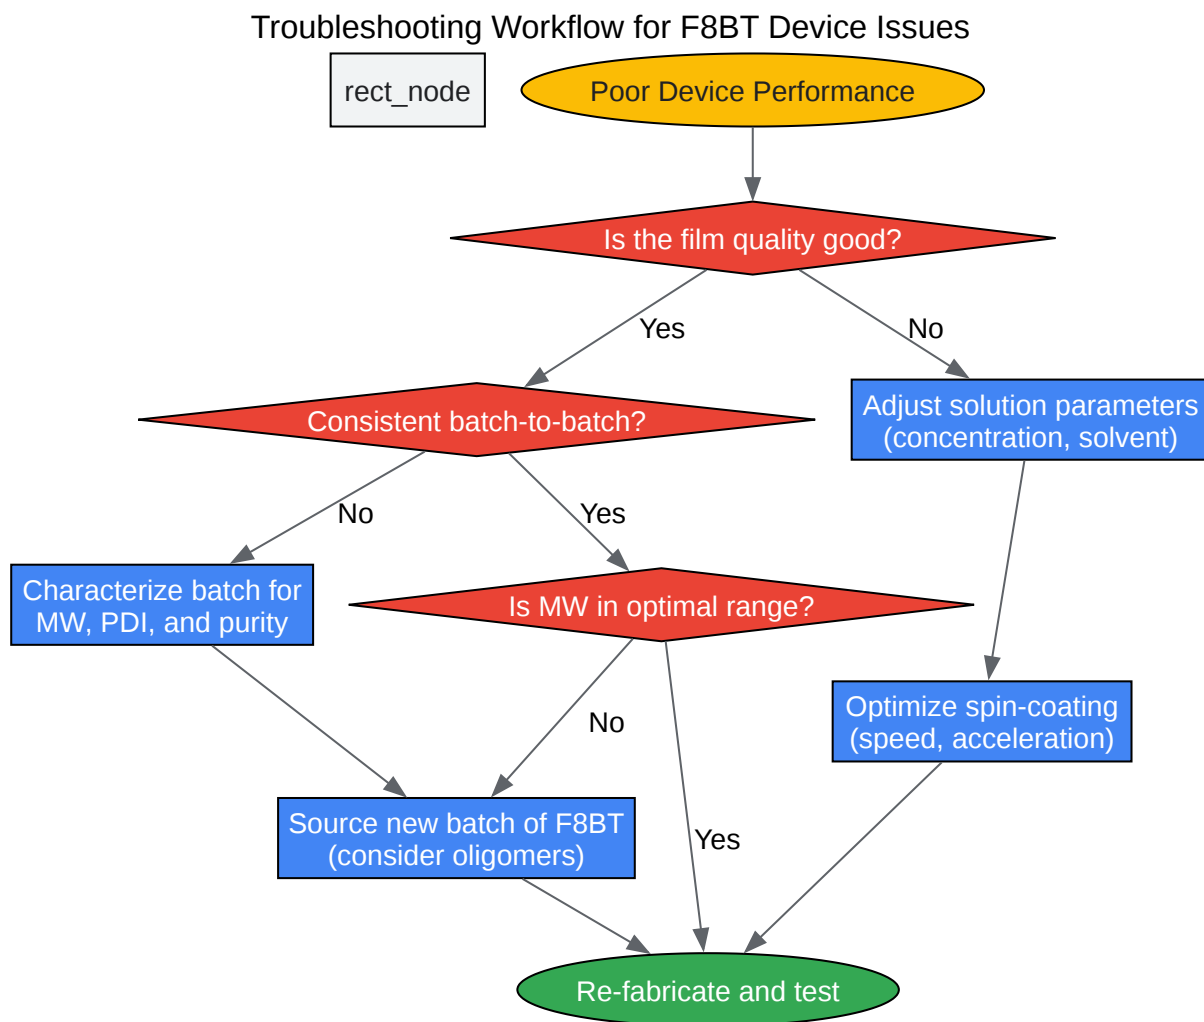 Troubleshooting Workflow for F8BT Device Issues
rect_node
Poor Device Performance
Is the film quality good?
Yes
No
Consistent batch-to-batch?
Adjust solution parameters
(concentration, solvent)
No
Yes
Characterize batch for
MW, PDI, and purity
Is MW in optimal range?
Optimize spin-coating
(speed, acceleration)
No
Yes
Source new batch of F8BT
(consider oligomers)
Re-fabricate and test